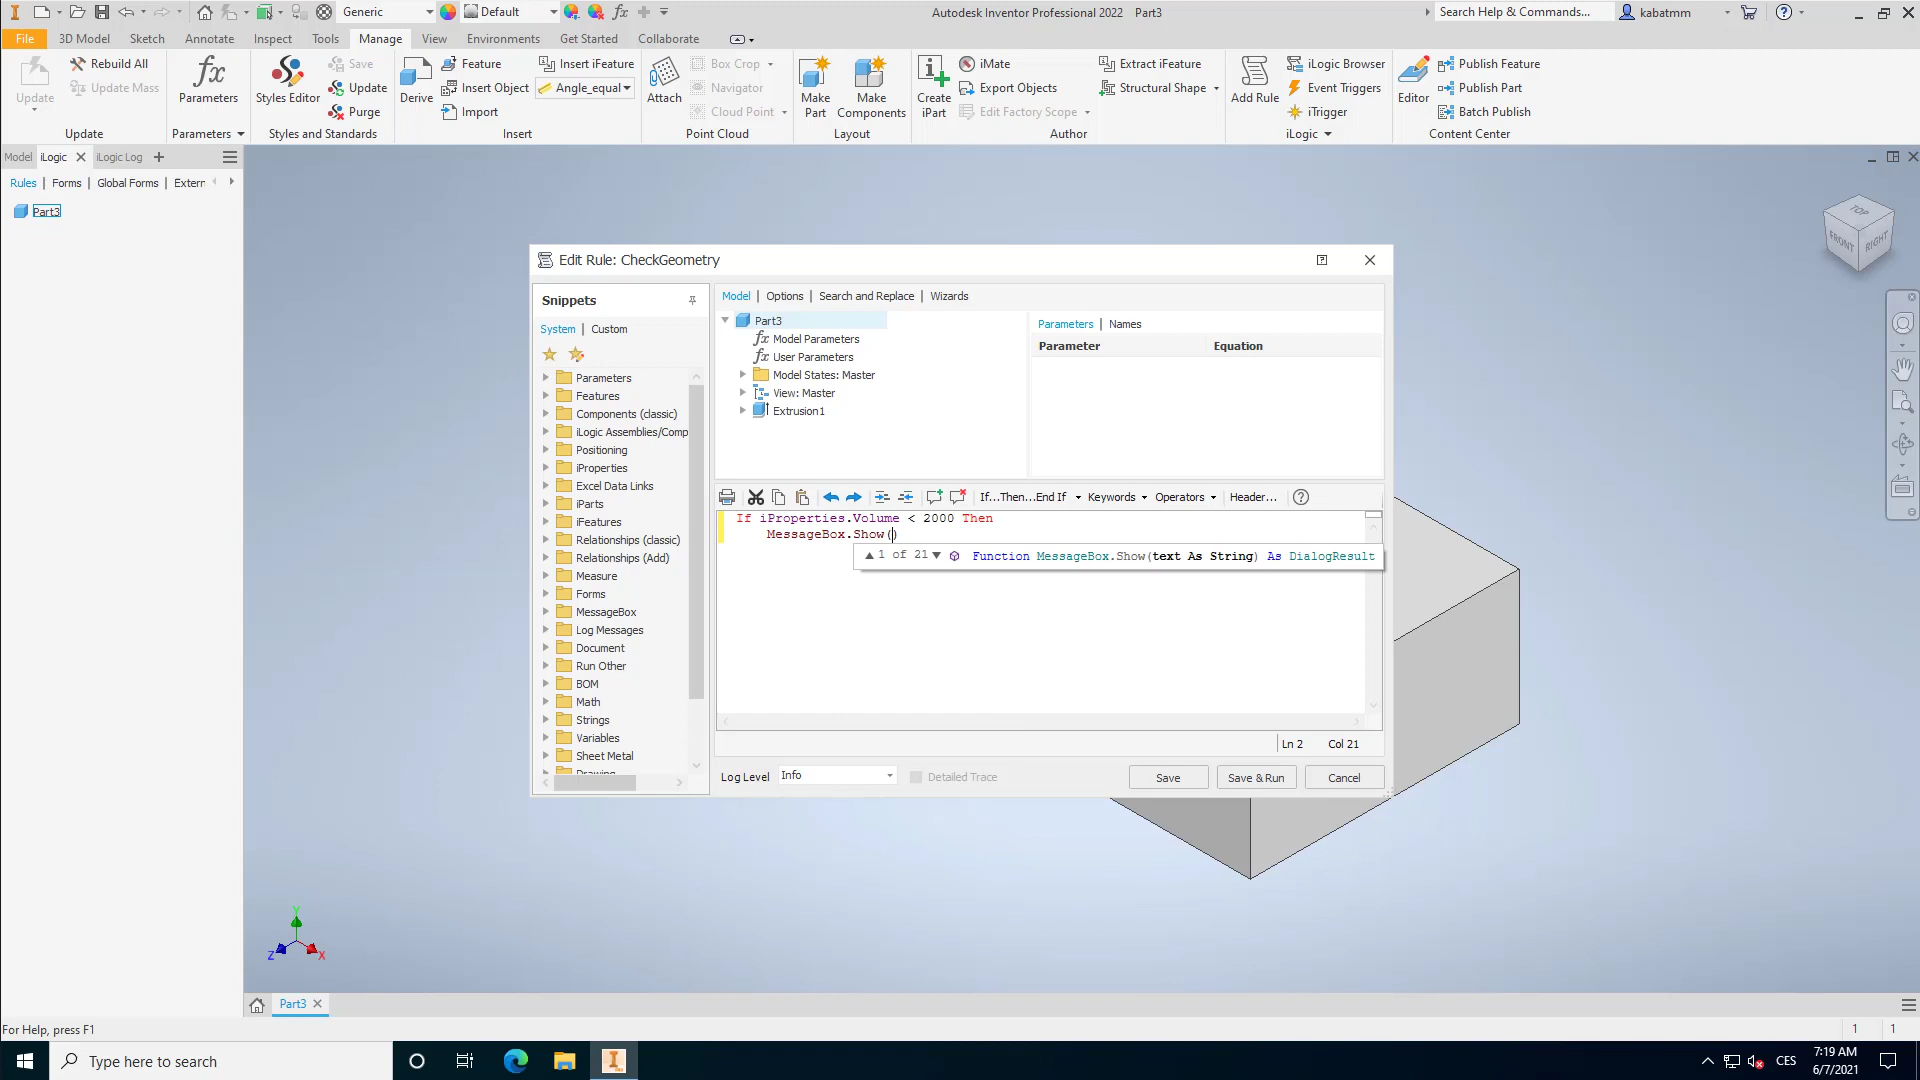 Generic
Default
Autodesk Inventor Professional 2022 Part3
Search Help & Commands...
kabatmm
File
3D Model
Sketch
Annotate
Inspect
Tools
Manage
View
Environments
Get Started
Collaborate
Update
Rebuild All
Update Mass
Update
fx
Parameters
Parameters
Styles Editor
Save
Update
Purge
Styles and Standards
Derive
Feature
Insert Object
Import
Insert iFeature
Angle_equal
Insert
Attach
Box Crop
Navigator
Cloud Point
Point Cloud
Make
Part
Make
Components
Layout
Create
iPart
iMate
Export Objects
Edit Factory Scope
Extract iFeature
Structural Shape
Author
Add Rule
iLogic Browser
Event Triggers
iTrigger
iLogic
Editor
Publish Feature
Publish Part
Batch Publish
Content Center
Model
iLogic
iLogic Log
Rules | Forms | Global Forms | Extern
Part3
TOP
FRONT
RIGHT
Edit Rule: CheckGeometry
Snippets
System | Custom
Parameters
Features
Components (classic)
iLogic Assemblies/Comp
Positioning
iProperties
Excel Data Links
iParts
iFeatures
Relationships (classic)
Relationships (Add)
Measure
Forms
MessageBox
Log Messages
Document
Run Other
BOM
Math
Strings
Variables
Sheet Metal
Drawing
Model | Options | Search and Replace | Wizards
Part3
fx Model Parameters
fx User Parameters
Model States: Master
View: Master
Extrusion1
Parameters | Names
Parameter Equation
If...Then...End If
Keywords
Operators
Header...
If iProperties.Volume < 2000 Then
MessageBox.Show()
1 of 21 Function MessageBox.Show(text As String) As DialogResult
Ln 2 Col 21
Log Level Info Detailed Trace
Save
Save & Run
Cancel
Y
Z
X
Part3
For Help, press F1
1 1
Type here to search
CES
7:19 AM
6/7/2021